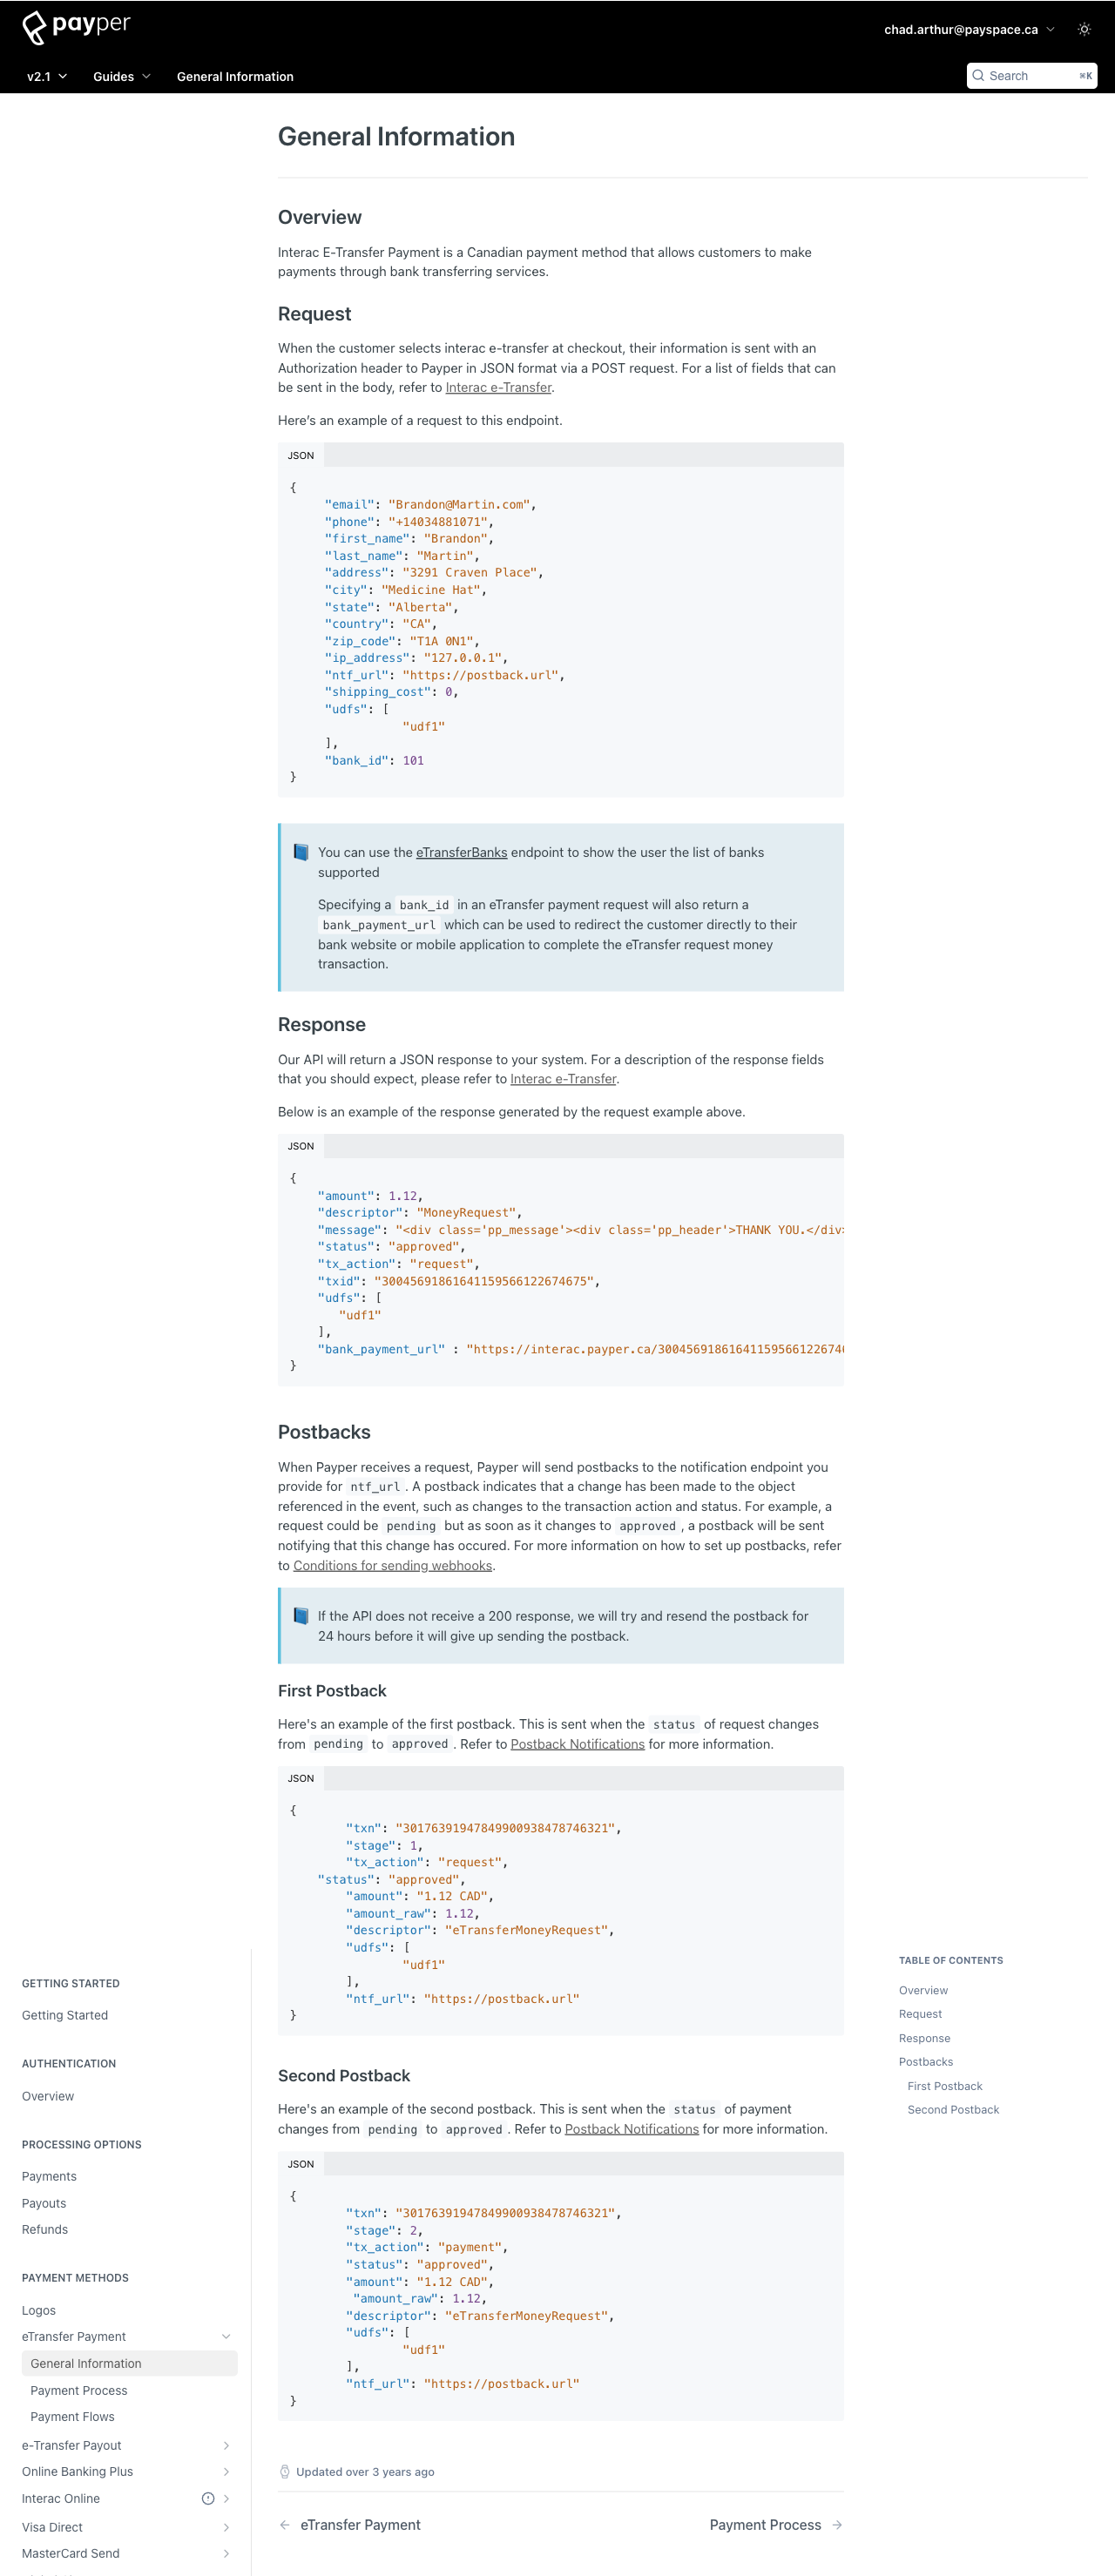 payper
chad.arthur@payspace.ca
v2.1 Guides General Information
Search ⌘K
General Information
Overview
Interac E-Transfer Payment is a Canadian payment method that allows customers to make
payments through bank transferring services.
Request
When the customer selects interac e-transfer at checkout, their information is sent with an
Authorization header to Payper in JSON format via a POST request. For a list of fields that can
be sent in the body, refer to Interac e-Transfer.
Here's an example of a request to this endpoint.
JSON
{
"email": "Brandon@Martin.com",
"phone": "+14034881071",
"first_name": "Brandon",
"last_name": "Martin",
"address": "3291 Craven Place",
"city": "Medicine Hat",
"state": "Alberta",
"country": "CA",
"zip_code": "T1A 0N1",
"ip_address": "127.0.0.1",
"ntf_url": "https://postback.url",
"shipping_cost": 0,
"udfs": [
"udf1"
],
"bank_id": 101
}
You can use the eTransferBanks endpoint to show the user the list of banks
supported
Specifying a bank_id in an eTransfer payment request will also return a
bank_payment_url which can be used to redirect the customer directly to their
bank website or mobile application to complete the eTransfer request money
transaction.
Response
Our API will return a JSON response to your system. For a description of the response fields
that you should expect, please refer to Interac e-Transfer.
Below is an example of the response generated by the request example above.
JSON
{
"amount": 1.12,
"descriptor": "MoneyRequest",
"message": "<div class='pp_message'><div class='pp_header'>THANK YOU.</div>
"status": "approved",
"tx_action": "request",
"txid": "30045691861641159566122674675",
"udfs": [
"udf1"
],
"bank_payment_url" : "https://interac.payper.ca/300456918616411595661226746
}
Postbacks
When Payper receives a request, Payper will send postbacks to the notification endpoint you
provide for ntf_url. A postback indicates that a change has been made to the object
referenced in the event, such as changes to the transaction action and status. For example, a
request could be pending but as soon as it changes to approved, a postback will be sent
notifying that this change has occured. For more information on how to set up postbacks, refer
to Conditions for sending webhooks.
If the API does not receive a 200 response, we will try and resend the postback for
24 hours before it will give up sending the postback.
First Postback
Here's an example of the first postback. This is sent when the status of request changes
from pending to approved. Refer to Postback Notifications for more information.
JSON
{
"txn": "30176391947849900938478746321",
"stage": 1,
"tx_action": "request",
"status": "approved",
"amount": "1.12 CAD",
"amount_raw": 1.12,
"descriptor": "eTransferMoneyRequest",
"udfs": [
"udf1"
],
"ntf_url": "https://postback.url"
}
Second Postback
Here's an example of the second postback. This is sent when the status of payment
changes from pending to approved. Refer to Postback Notifications for more information.
JSON
{
"txn": "30176391947849900938478746321",
"stage": 2,
"tx_action": "payment",
"status": "approved",
"amount": "1.12 CAD",
"amount_raw": 1.12,
"descriptor": "eTransferMoneyRequest",
"udfs": [
"udf1"
],
"ntf_url": "https://postback.url"
}
Updated over 3 years ago
eTransfer Payment
Payment Process
GETTING STARTED
Getting Started
AUTHENTICATION
Overview
PROCESSING OPTIONS
Payments
Payouts
Refunds
PAYMENT METHODS
Logos
eTransfer Payment
General Information
Payment Process
Payment Flows
e-Transfer Payout
Online Banking Plus
Interac Online
Visa Direct
MasterCard Send
TABLE OF CONTENTS
Overview
Request
Response
Postbacks
First Postback
Second Postback